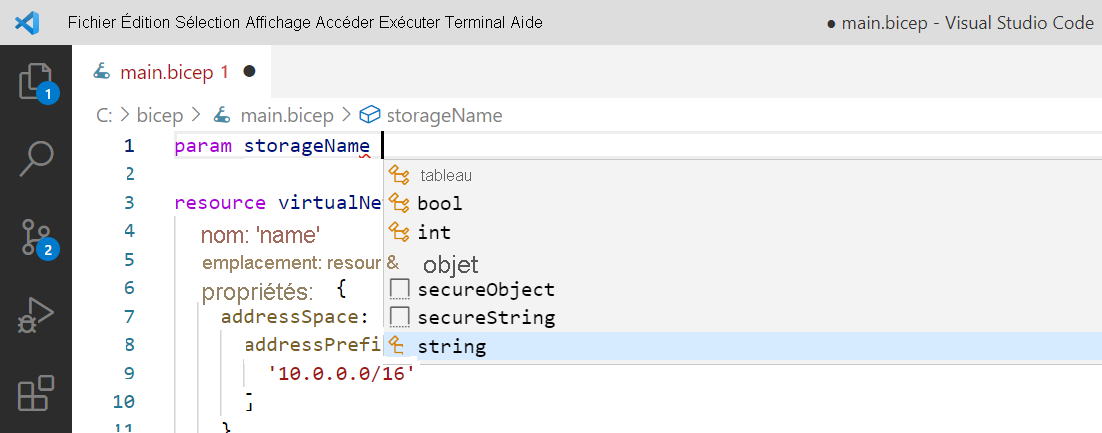 Fichier Édition Sélection Affichage Accéder Exécuter Terminal Aide
● main.bicep - Visual Studio Code
main.bicep 1 ●
C: > bicep > main.bicep > storageName
1 param storageName
tableau
2
bool
3 resource virtualNe
int
4 nom: 'name'
5 emplacement: resour & objet
6 propriétés: {
secureObject
7 addressSpace:
secureString
8 addressPrefi
string
9 '10.0.0.0/16'
10 ]
11 }
1
2